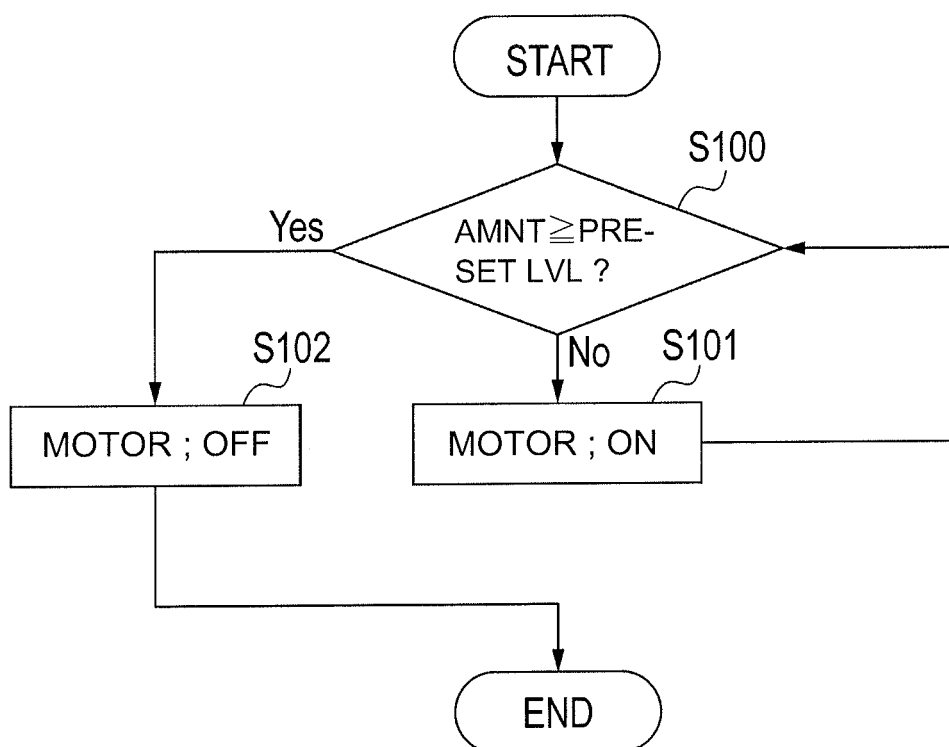 START
S100
Yes
AMNT≧PRE-
SET LVL ?
No
S102
S101
MOTOR ; OFF
MOTOR ; ON
END